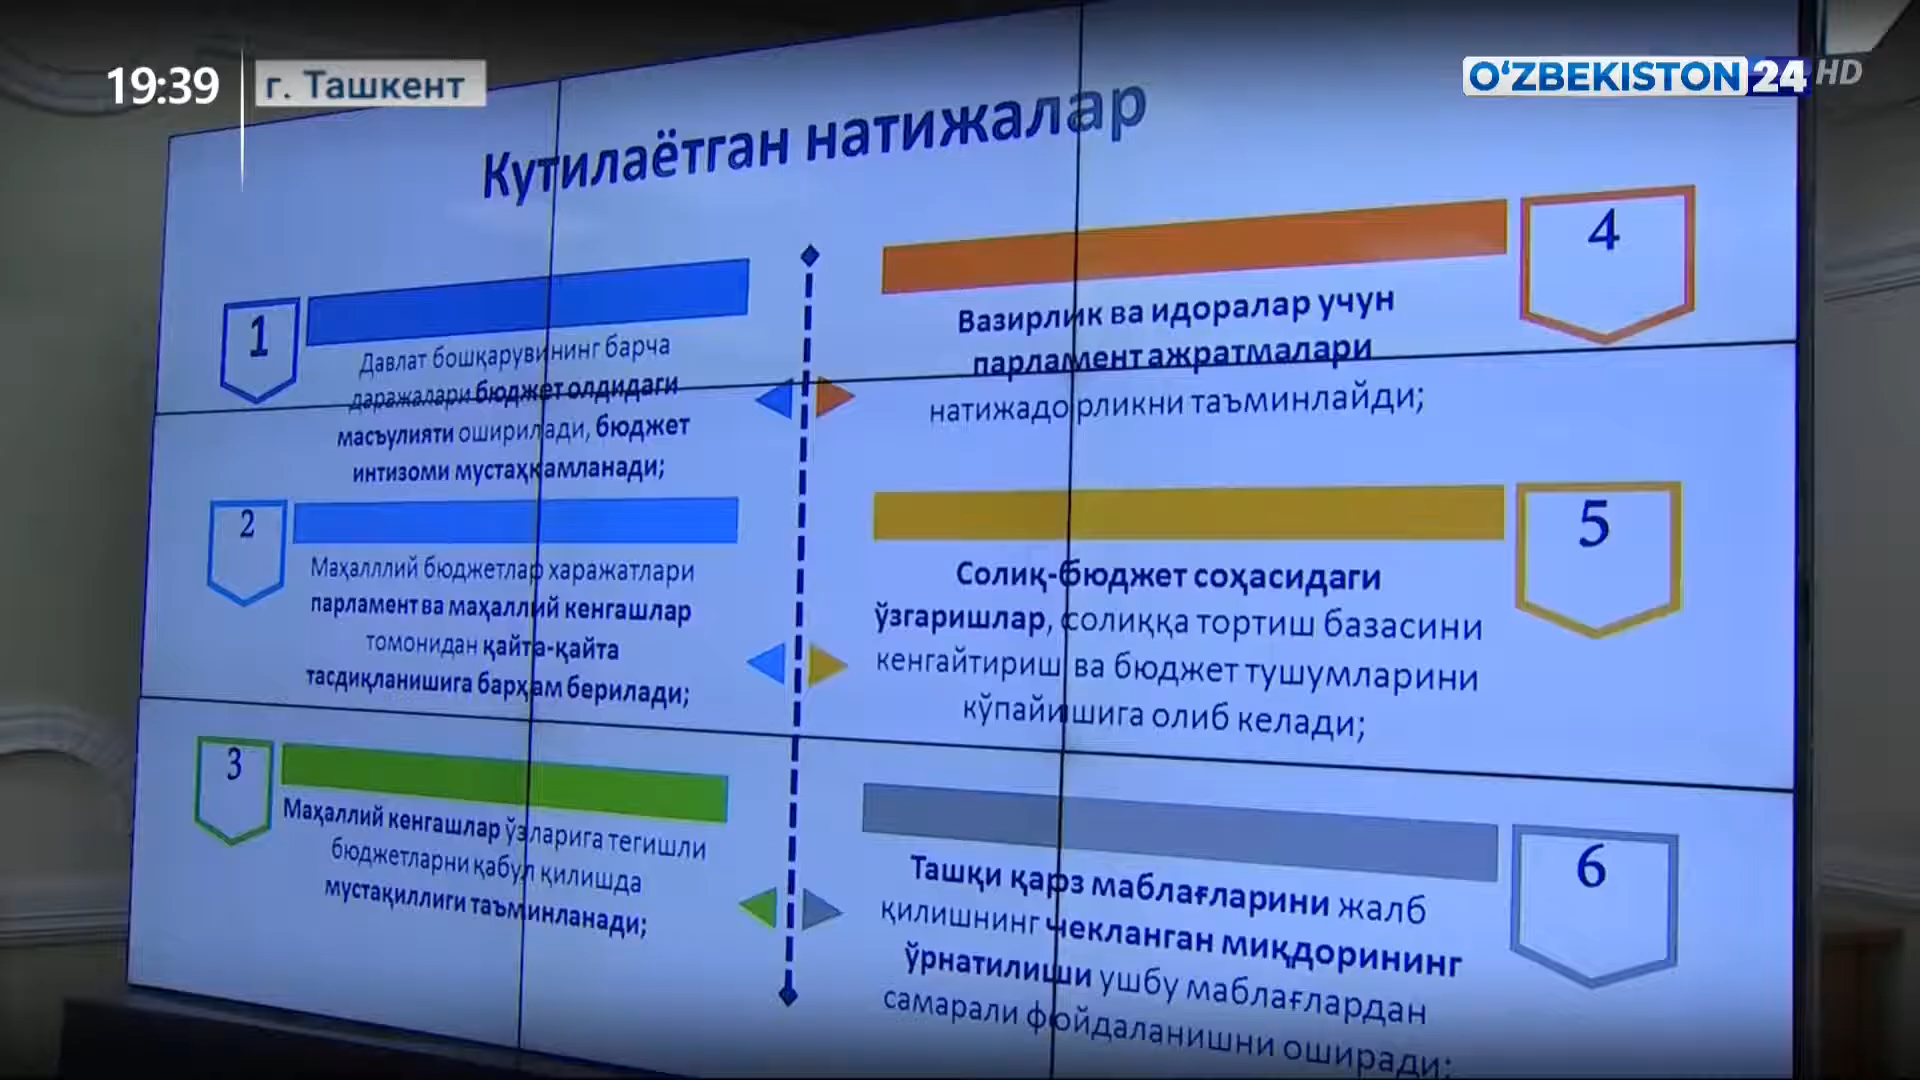 19:39
г. Ташкент
O‘ZBEKISTON 24 HD
Кутилаётган натижалар
1
Давлат бошқарувининг барча
даражалари бюджет олдидаги
масъулияти оширилади, бюджет
интизоми мустаҳкамланади;
2
Маҳалллий бюджетлар харажатлари
парламент ва маҳаллий кенгашлар
томонидан қайта-қайта
тасдиқланишига барҳам берилади;
3
Маҳаллий кенгашлар ўзларига тегишли
бюджетларни қабул қилишда
мустақиллиги таъминланади;
4
Вазирлик ва идоралар учун
парламент ажратмалари
натижадорликни таъминлайди;
5
Солиқ-бюджет соҳасидаги
ўзгаришлар, солиққа тортиш базасини
кенгайтириш ва бюджет тушумларини
кўпайишига олиб келади;
6
Ташқи қарз маблағларини жалб
қилишнинг чекланган миқдорининг
ўрнатилиши ушбу маблағлардан
самарали фойдаланишни оширади;